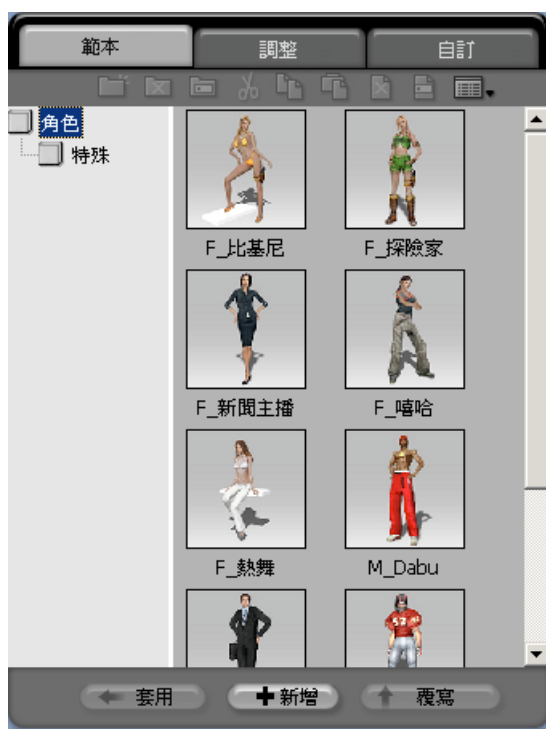 範本 調整 自訂
角色
特殊
F_比基尼 F_探險家
F_新聞主播 F_嘻哈
F_熱舞 M_Dabu
52
套用 新增 覆寫